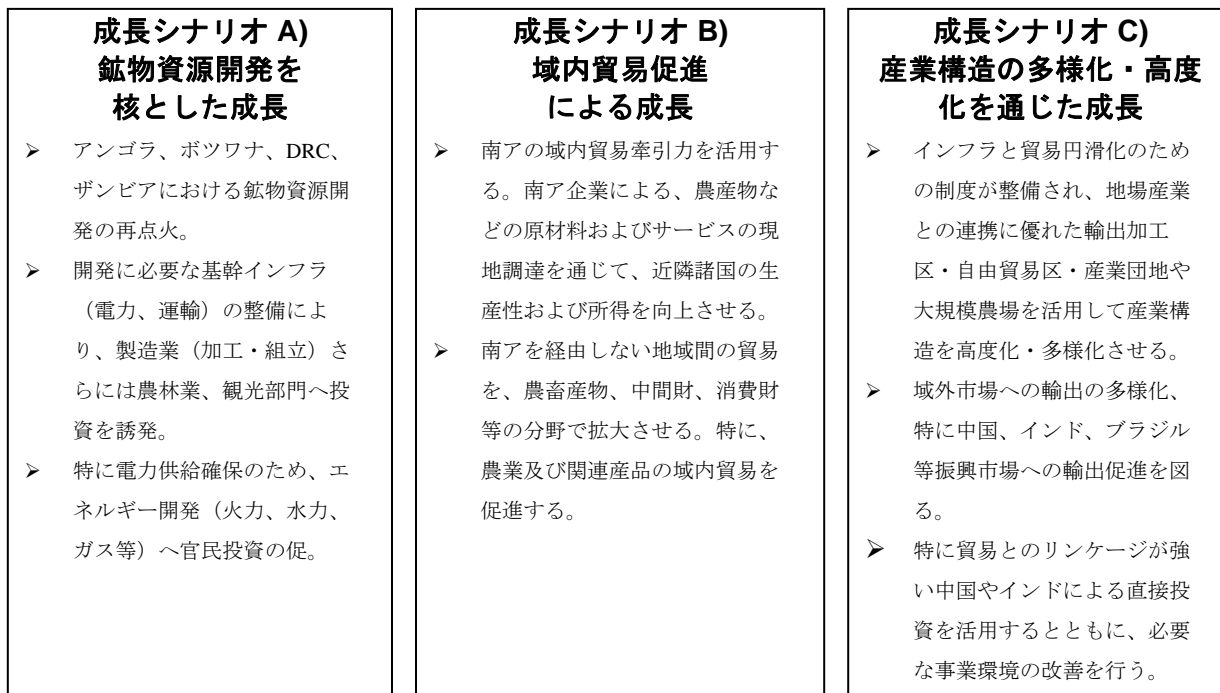 成長シナリオ A)
鉱物資源開発を
核とした成長
➢ アンゴラ、ボツワナ、DRC、
ザンビアにおける鉱物資源開
発の再点火。
➢ 開発に必要な基幹インフラ
（電力、運輸）の整備によ
り、製造業（加工・組立）さ
らには農林業、観光部門へ投
資を誘発。
➢ 特に電力供給確保のため、エ
ネルギー開発（火力、水力、
ガス等）へ官民投資の促。
成長シナリオ B)
域内貿易促進
による成長
➢ 南アの域内貿易牽引力を活用す
る。南ア企業による、農産物な
どの原材料およびサービスの現
地調達を通じて、近隣諸国の生
産性および所得を向上させる。
➢ 南アを経由しない地域間の貿易
を、農畜産物、中間財、消費財
等の分野で拡大させる。特に、
農業及び関連産品の域内貿易を
促進する。
成長シナリオ C)
産業構造の多様化・高度
化を通じた成長
➢ インフラと貿易円滑化のため
の制度が整備され、地場産業
との連携に優れた輸出加工
区・自由貿易区・産業団地や
大規模農場を活用して産業構
造を高度化・多様化させる。
➢ 域外市場への輸出の多様化、
特に中国、インド、ブラジル
等振興市場への輸出促進を図
る。
➢ 特に貿易とのリンケージが強
い中国やインドによる直接投
資を活用するとともに、必要
な事業環境の改善を行う。